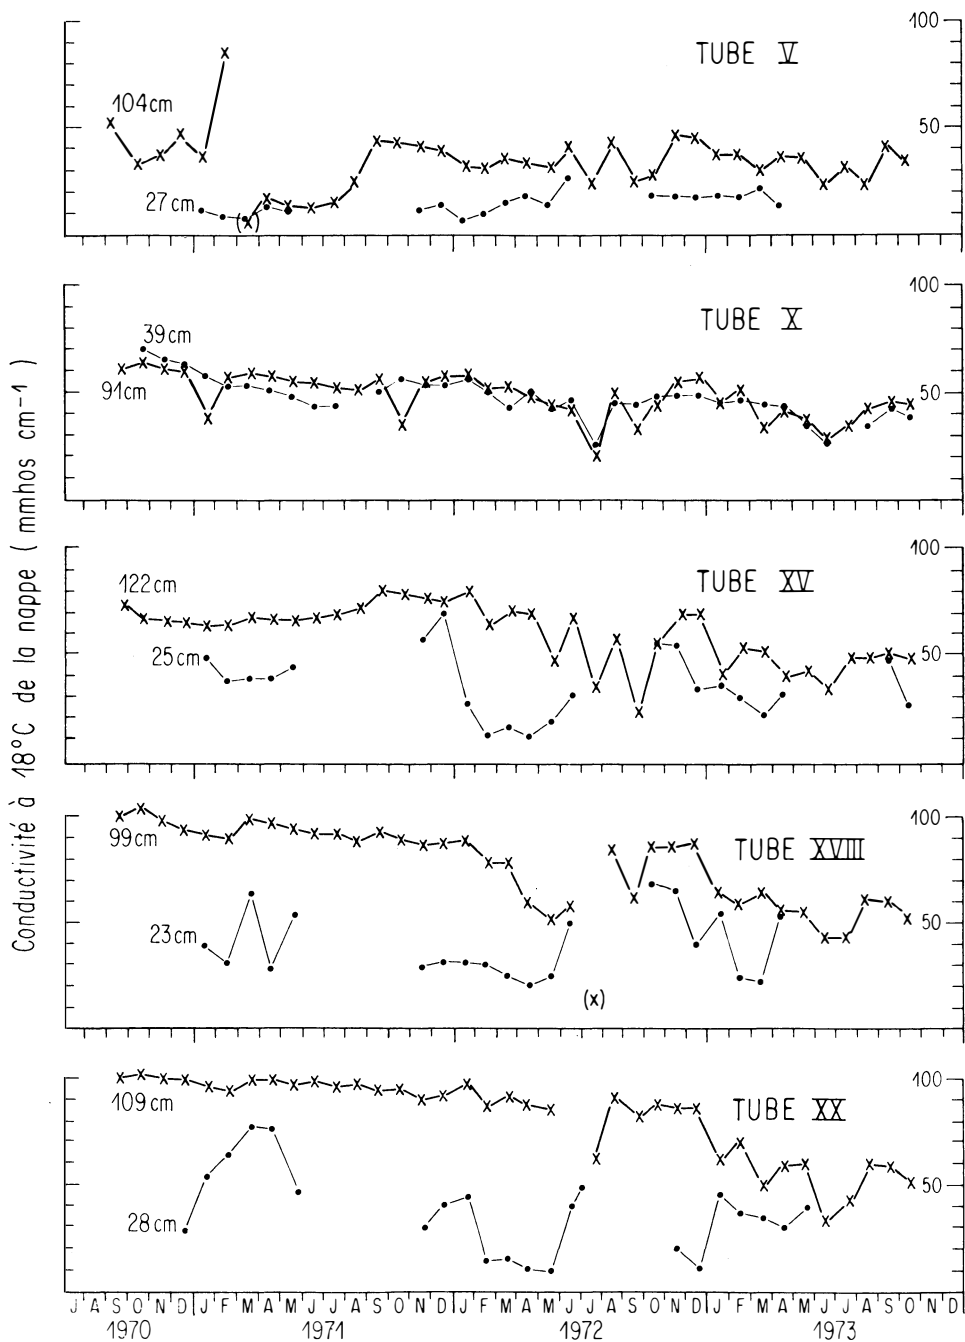 Conductivité à 18°C de la nappe ( mmhos cm⁻¹ )
100
TUBE V
104cm
50
27cm
(x)
100
39cm
TUBE X
91cm
50
100
122cm
TUBE XV
25cm
50
100
99cm
TUBE XVIII
23cm
50
(x)
100
109cm
TUBE XX
50
28cm
J A S O N D J F M A M J J A S O N D J F M A M J J A S O N D J F M A M J J A S O N D
1970 1971 1972 1973